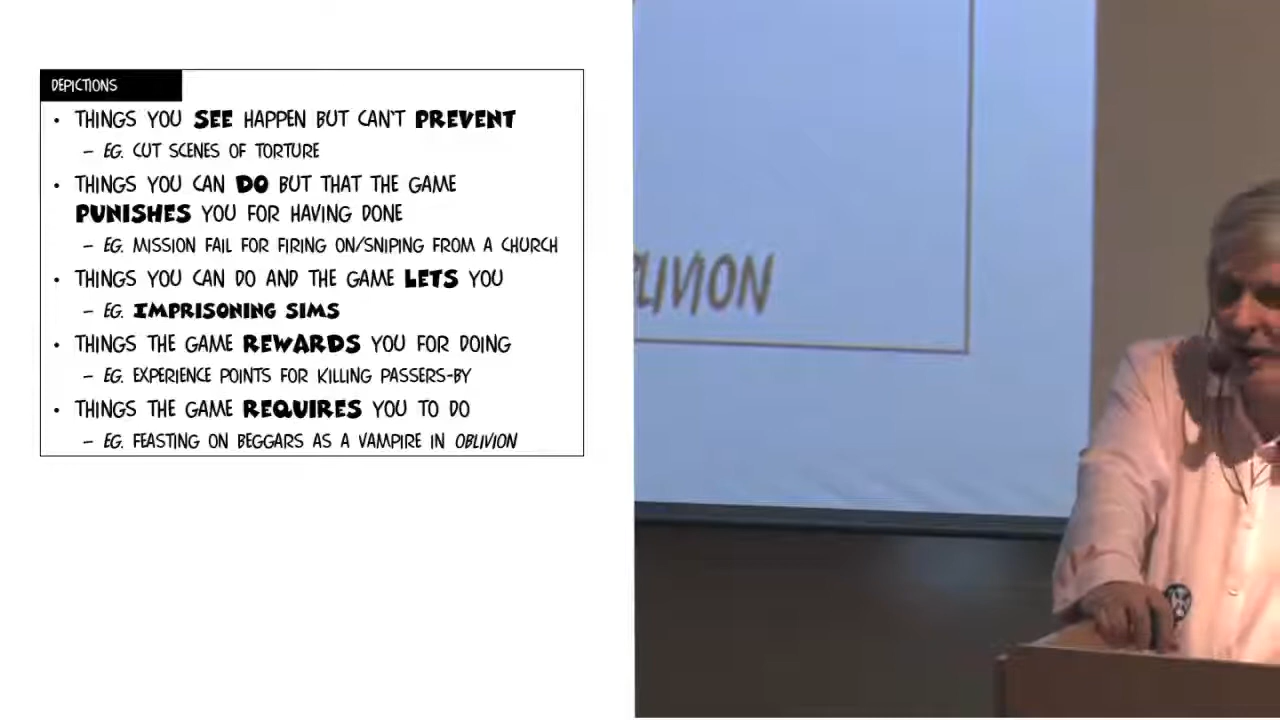 DEPICTIONS
• THINGS YOU SEE HAPPEN BUT CAN'T PREVENT
– EG. CUT SCENES OF TORTURE
• THINGS YOU CAN DO BUT THAT THE GAME
PUNISHES YOU FOR HAVING DONE
– EG. MISSION FAIL FOR FIRING ON/SNIPING FROM A CHURCH
• THINGS YOU CAN DO AND THE GAME LETS YOU
– EG. IMPRISONING SIMS
• THINGS THE GAME REWARDS YOU FOR DOING
– EG. EXPERIENCE POINTS FOR KILLING PASSERS-BY
• THINGS THE GAME REQUIRES YOU TO DO
– EG. FEASTING ON BEGGARS AS A VAMPIRE IN OBLIVION
LIVION